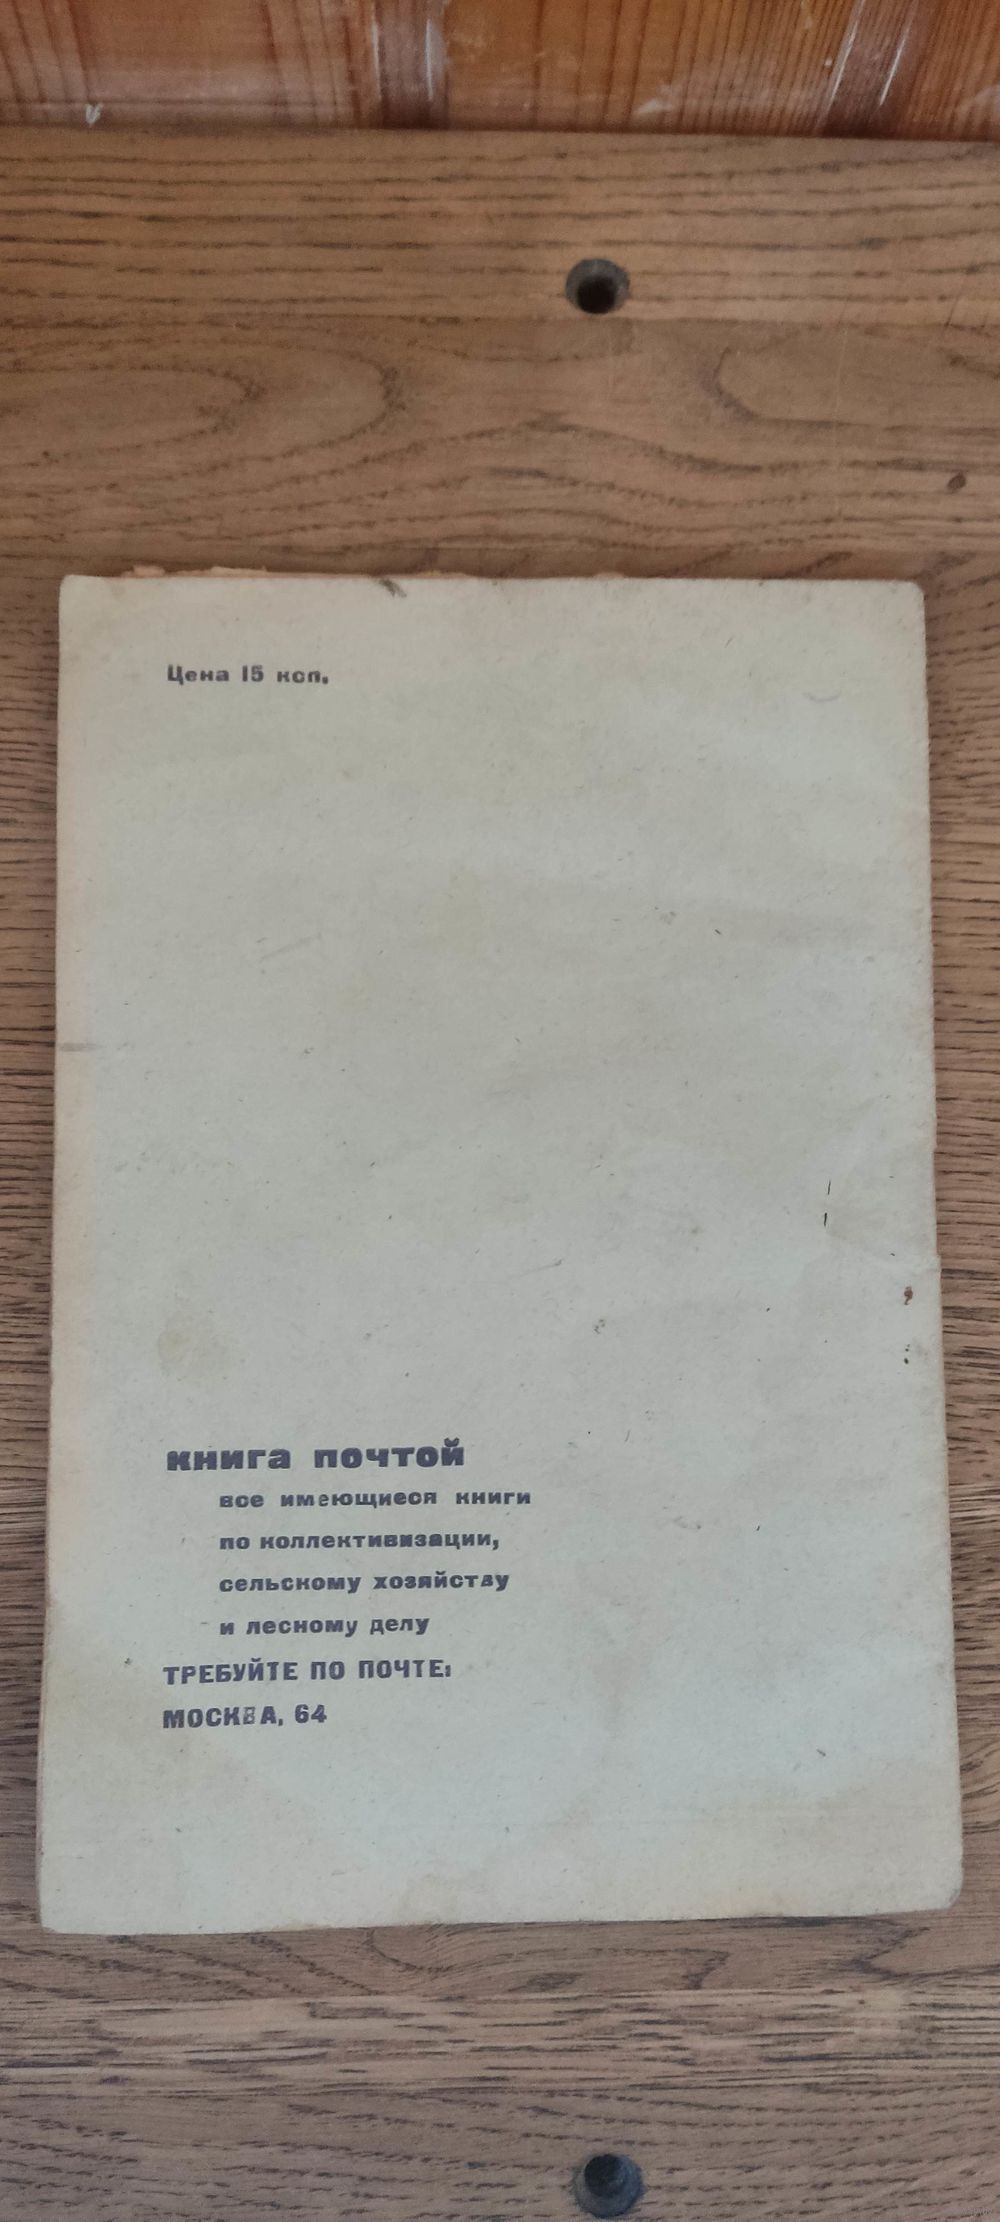 Цена 15 коп.
книга почтой
все имеющиеся книги
по коллективизации,
сельскому хозяйству
и лесному делу
ТРЕБУЙТЕ ПО ПОЧТЕ:
МОСКВА, 64